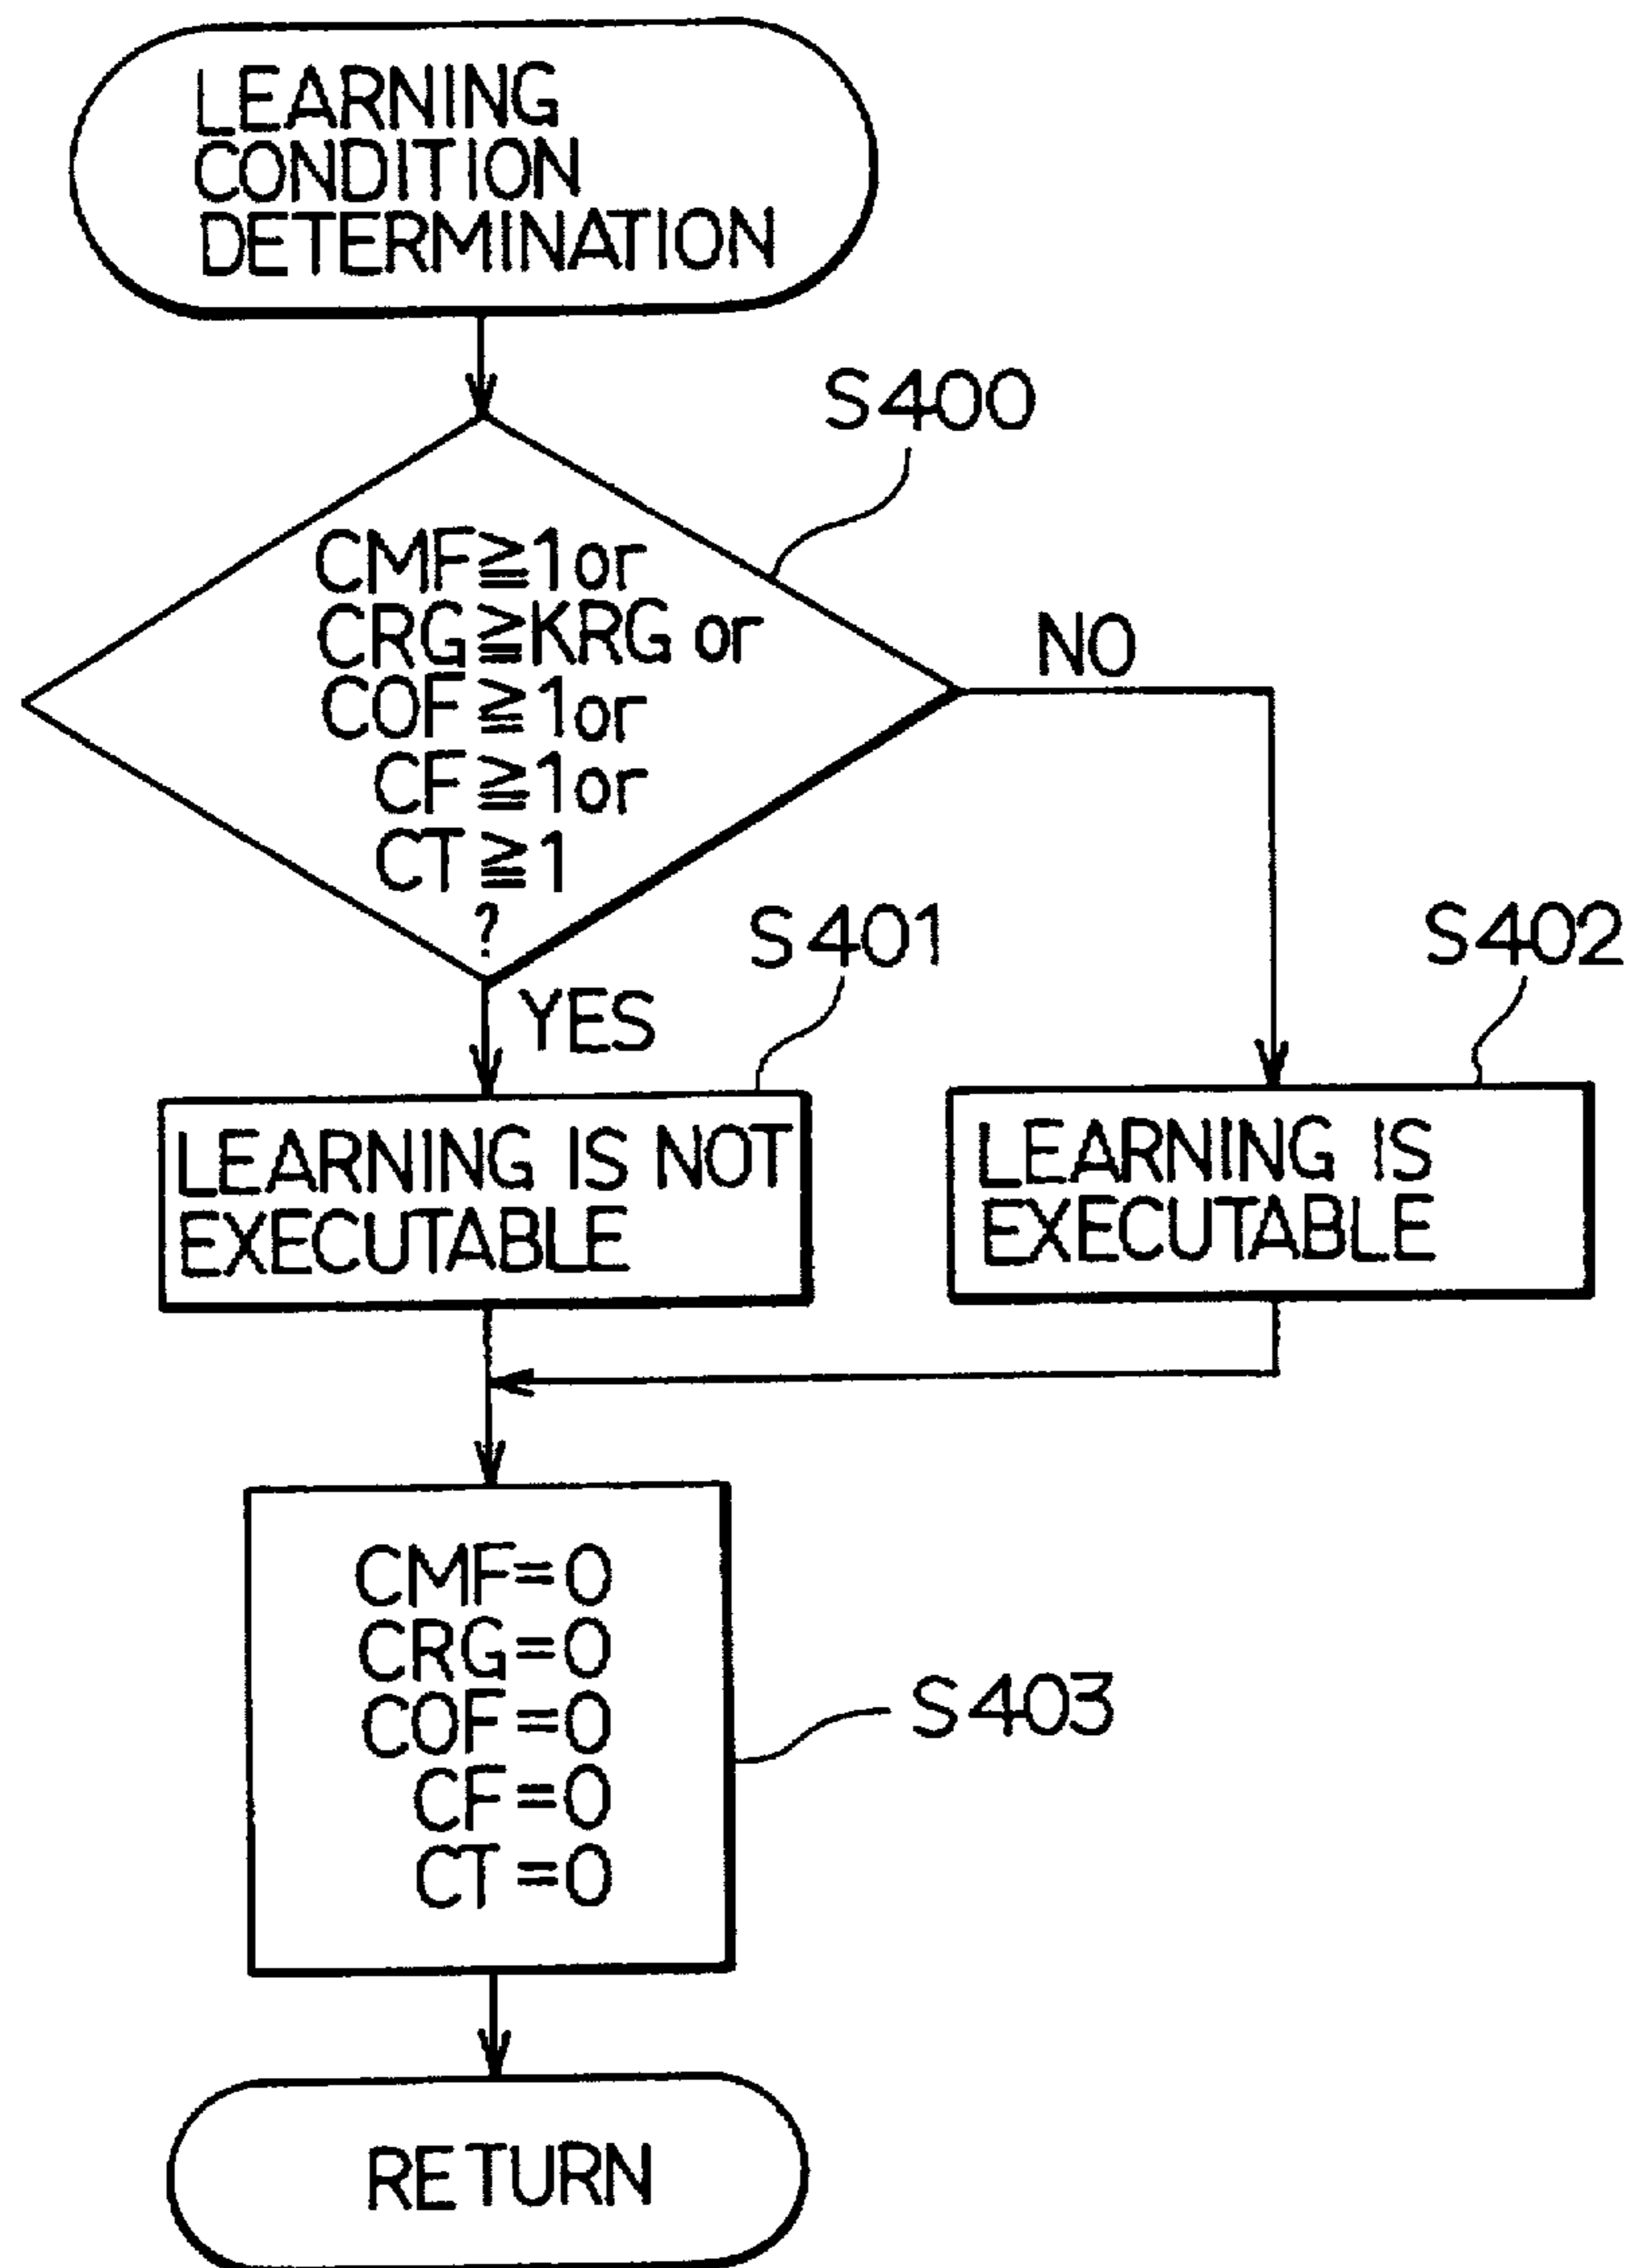 LEARNING
CONDITION
DETERMINATION
S400
CMF≧1or
CRG≧KRG or
COF≧1or
CF≧1or
CT≧1
?
NO
YES
S401
S402
LEARNING IS NOT
EXECUTABLE
LEARNING IS
EXECUTABLE
CMF=0
CRG=0
COF=0
CF=0
CT=0
S403
RETURN